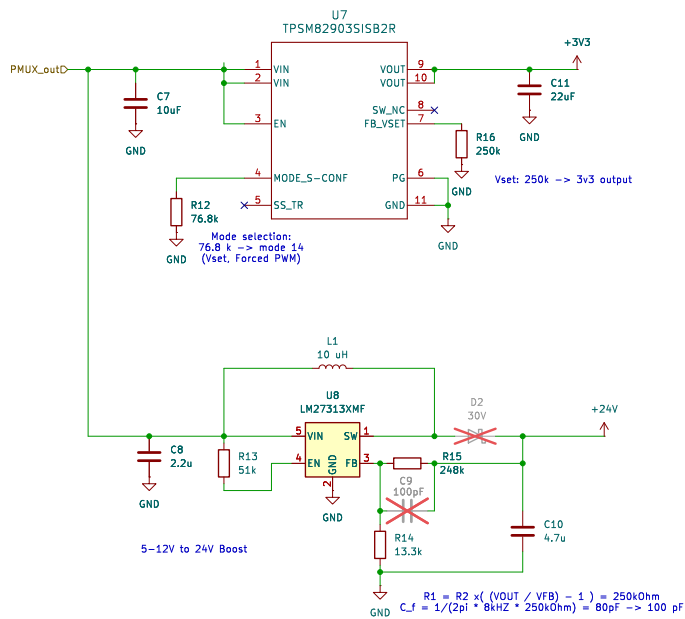 U7
TPSM82903SISB2R
PMUX_out
1
VIN
2
VIN
3
EN
4
MODE_S-CONF
5
SS_TR
VOUT
9
VOUT
10
SW_NC
8
FB_VSET
7
PG
6
GND
11
+3V3
C7
10uF
GND
C11
22uF
GND
R16
250k
GND
Vset: 250k -> 3v3 output
R12
76.8k
GND
GND
Mode selection:
76.8 k -> mode 14
(Vset, Forced PWM)
L1
10 uH
U8
LM27313XMF
5
VIN
4
EN
SW
1
FB
3
GND
2
GND
D2
30V
+24V
C8
2.2u
GND
R13
51k
R15
248k
C9
100pF
R14
13.3k
C10
4.7u
GND
5-12V to 24V Boost
R1 = R2 x( (VOUT / VFB) - 1 ) = 250kOhm
C_f = 1/(2pi * 8kHZ * 250kOhm) = 80pF -> 100 pF